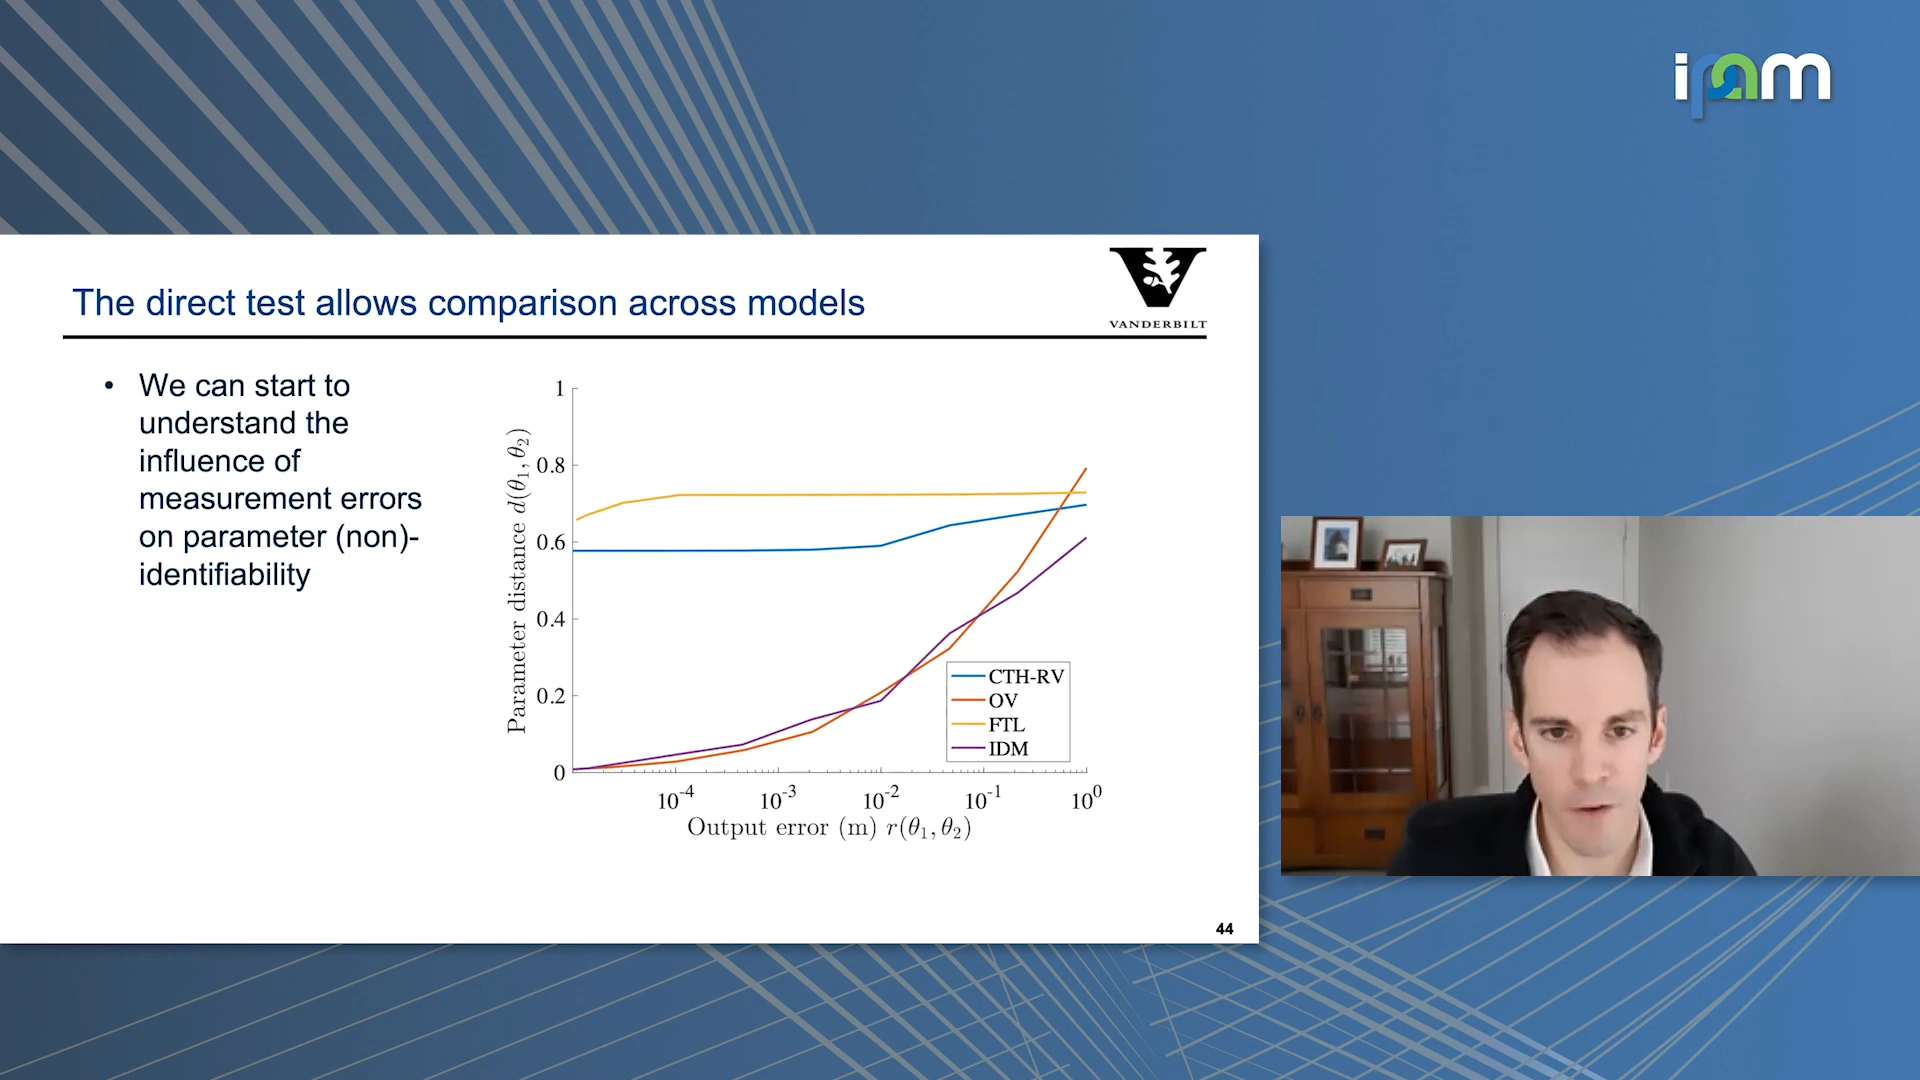 ipam
The direct test allows comparison across models
VANDERBILT
• We can start to
understand the
influence of
measurement errors
on parameter (non)-
identifiability
Parameter distance d(θ₁, θ₂)
1
0.8
0.6
0.4
0.2
0
10⁻⁴ 10⁻³ 10⁻² 10⁻¹ 10⁰
Output error (m) r(θ₁, θ₂)
CTH-RV
OV
FTL
IDM
44